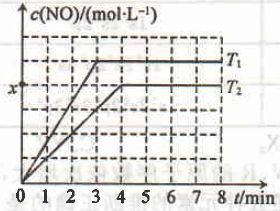 c(NO)/(mol·L⁻¹)
T₁
x
T₂
0 1 2 3 4 5 6 7 8 t/min